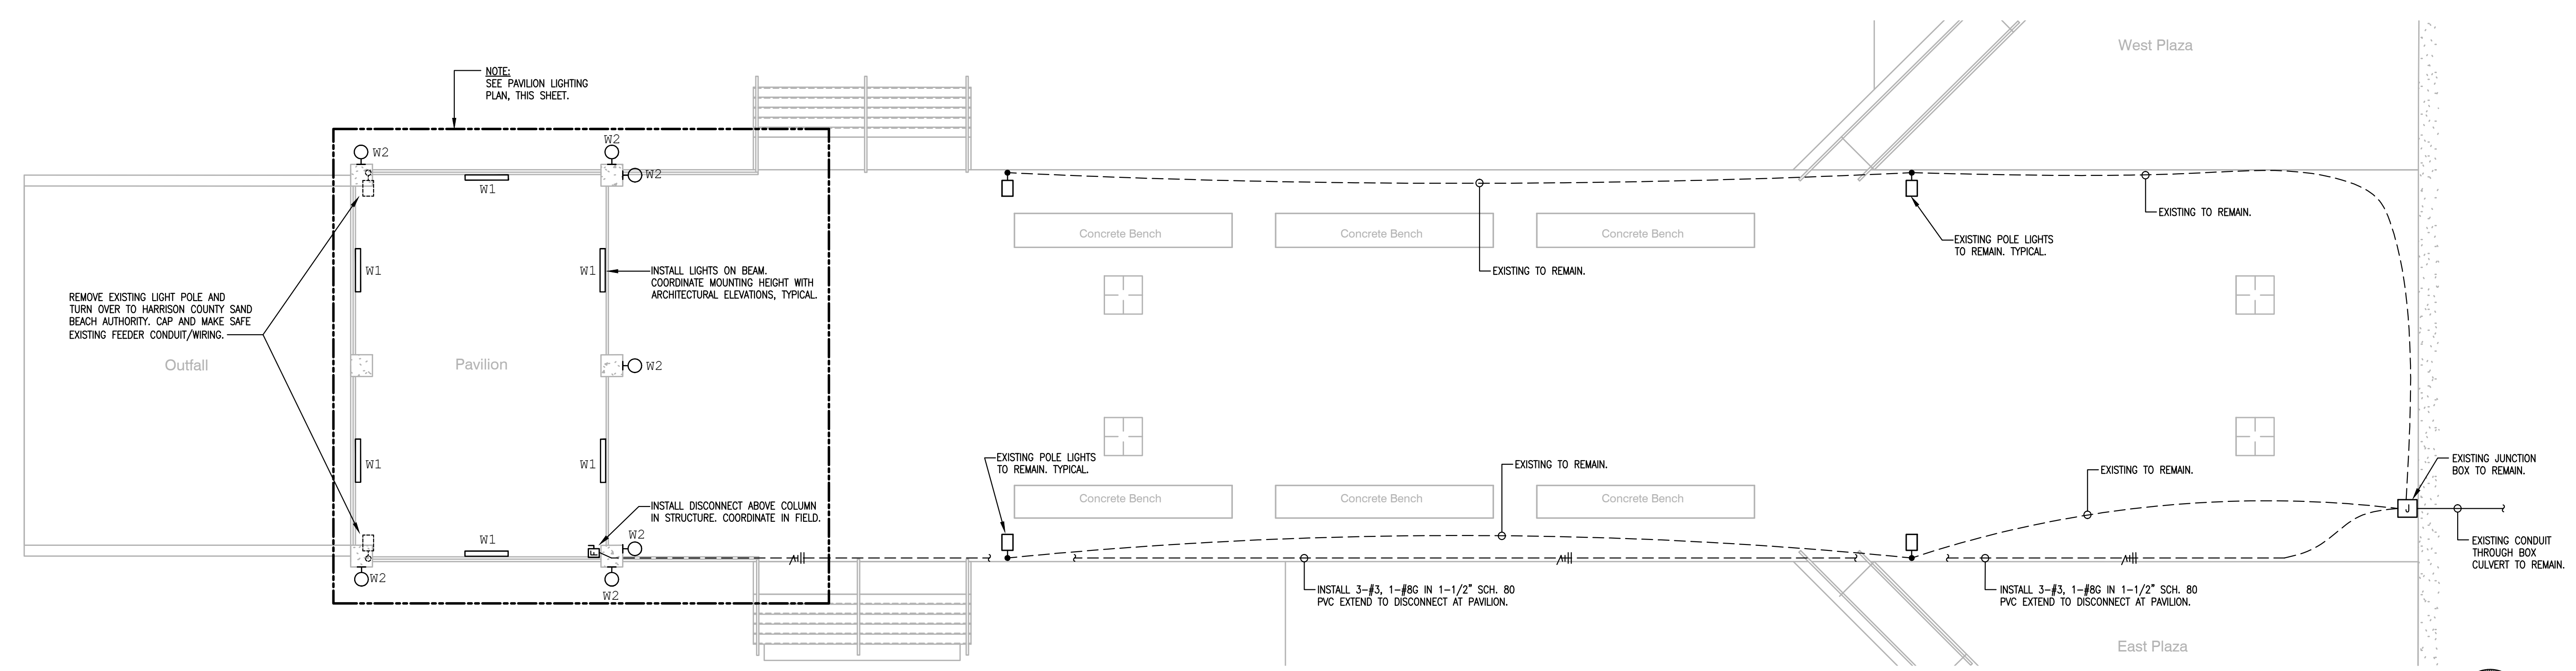 West Plaza
NOTE:
SEE PAVILION LIGHTING
PLAN, THIS SHEET.
W2
W2
W2
W1
EXISTING TO REMAIN.
Concrete Bench
Concrete Bench
Concrete Bench
EXISTING POLE LIGHTS
TO REMAIN. TYPICAL.
EXISTING TO REMAIN.
W1
W1
INSTALL LIGHTS ON BEAM.
COORDINATE MOUNTING HEIGHT WITH
ARCHITECTURAL ELEVATIONS, TYPICAL.
REMOVE EXISTING LIGHT POLE AND
TURN OVER TO HARRISON COUNTY SAND
BEACH AUTHORITY. CAP AND MAKE SAFE
EXISTING FEEDER CONDUIT/WIRING.
Outfall
Pavilion
W2
W1
W1
EXISTING POLE LIGHTS
TO REMAIN. TYPICAL.
EXISTING TO REMAIN.
EXISTING TO REMAIN.
EXISTING JUNCTION
BOX TO REMAIN.
Concrete Bench
Concrete Bench
Concrete Bench
J
INSTALL DISCONNECT ABOVE COLUMN
IN STRUCTURE. COORDINATE IN FIELD.
W1
W2
F
EXISTING CONDUIT
THROUGH BOX
CULVERT TO REMAIN.
W2
W2
INSTALL 3-#3, 1-#8G IN 1-1/2" SCH. 80
PVC EXTEND TO DISCONNECT AT PAVILION.
INSTALL 3-#3, 1-#8G IN 1-1/2" SCH. 80
PVC EXTEND TO DISCONNECT AT PAVILION.
East Plaza